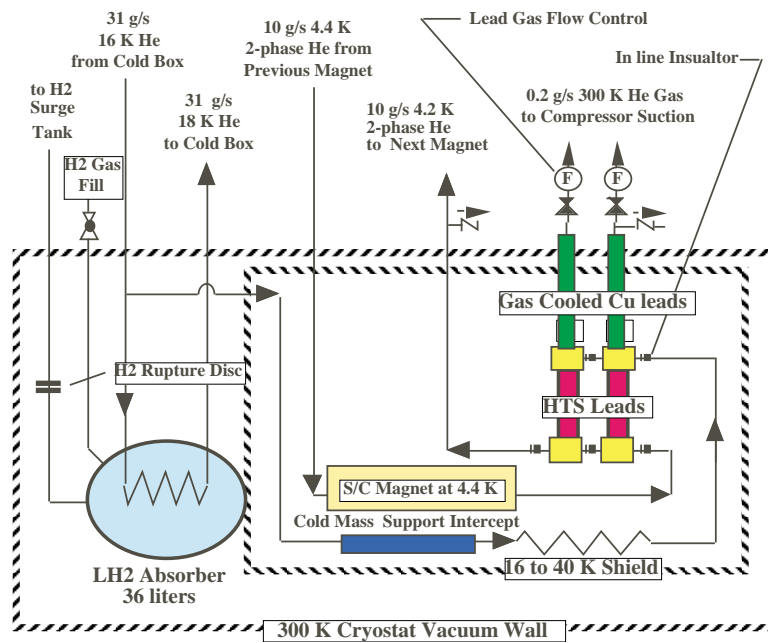 31 g/s
16 K He
from Cold Box
10 g/s 4.4 K
2-phase He from
Previous Magnet
Lead Gas Flow Control
In line Insualtor
to H2
Surge
Tank
31 g/s
18 K He
to Cold Box
10 g/s 4.2 K
2-phase He
to Next Magnet
0.2 g/s 300 K He Gas
to Compressor Suction
H2 Gas
Fill
F
F
Gas Cooled Cu leads
H2 Rupture Disc
HTS Leads
S/C Magnet at 4.4 K
Cold Mass Support Intercept
16 to 40 K Shield
LH2 Absorber
36 liters
300 K Cryostat Vacuum Wall